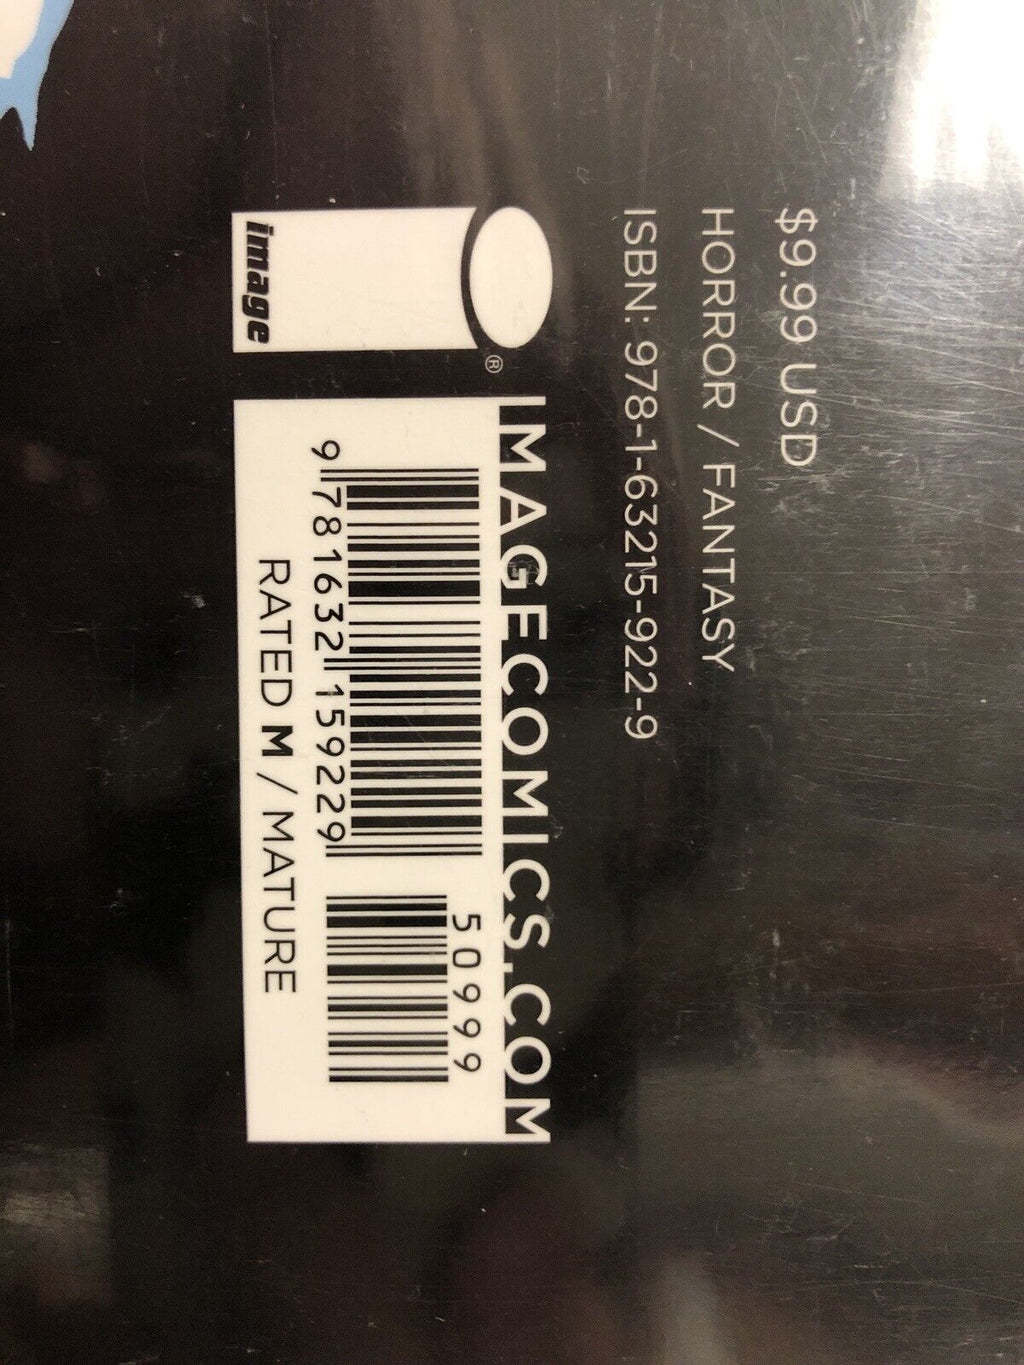 $9.99 USD
HORROR / FANTASY
ISBN: 978-1-63215-922-9
image
®
IMAGECOMICS.COM
50999
9 781632 159229
RATED M / MATURE